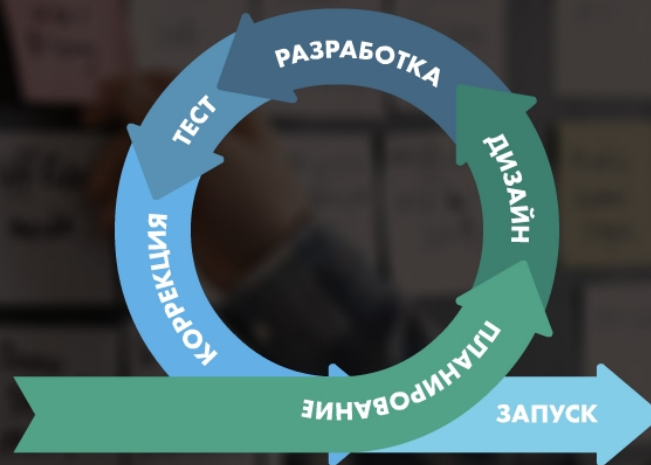 ПЛАНИРОВАНИЕ
ДИЗАЙН
РАЗРАБОТКА
ТЕСТ
КОРРЕКЦИЯ
ЗАПУСК